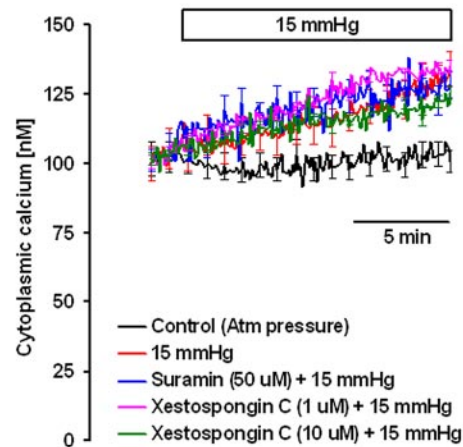 15 mmHg
150
125
100
75
50
25
0
Cytoplasmic calcium [nM]
5 min
Control (Atm pressure)
15 mmHg
Suramin (50 uM) + 15 mmHg
Xestospongin C (1 uM) + 15 mmHg
Xestospongin C (10 uM) + 15 mmHg